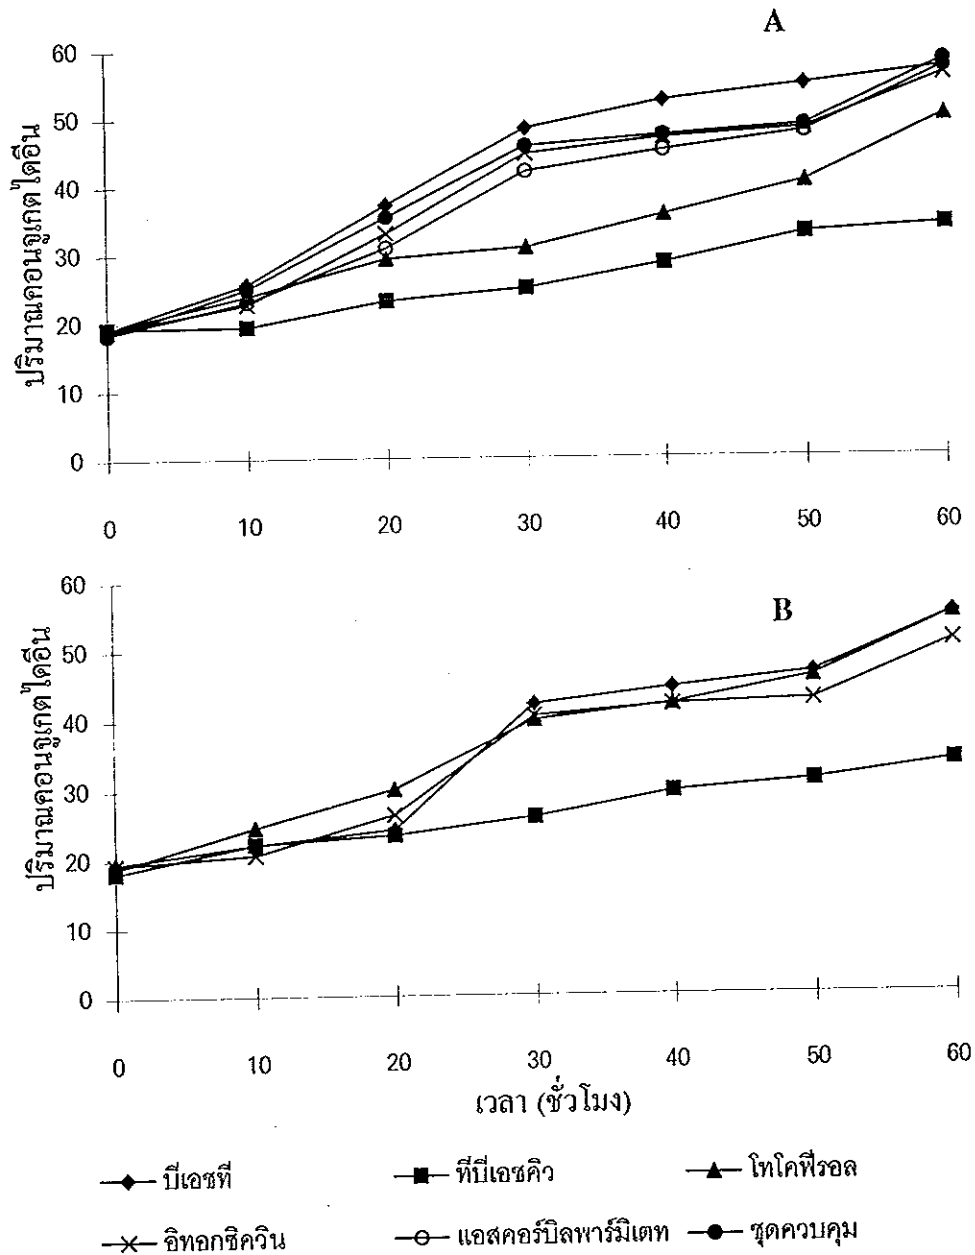 A
60
50
40
30
20
10
0
ปริมาณคอนจูเกตไดอีน
0 10 20 30 40 50 60
B
60
50
40
30
20
10
0
ปริมาณคอนจูเกตไดอีน
0 10 20 30 40 50 60
เวลา (ชั่วโมง)
บีเอชที ทีบีเอชคิว โทโคฟีรอล
อิทอกซิควิน แอสคอร์บิลพาร์มิเตท ชุดควบคุม